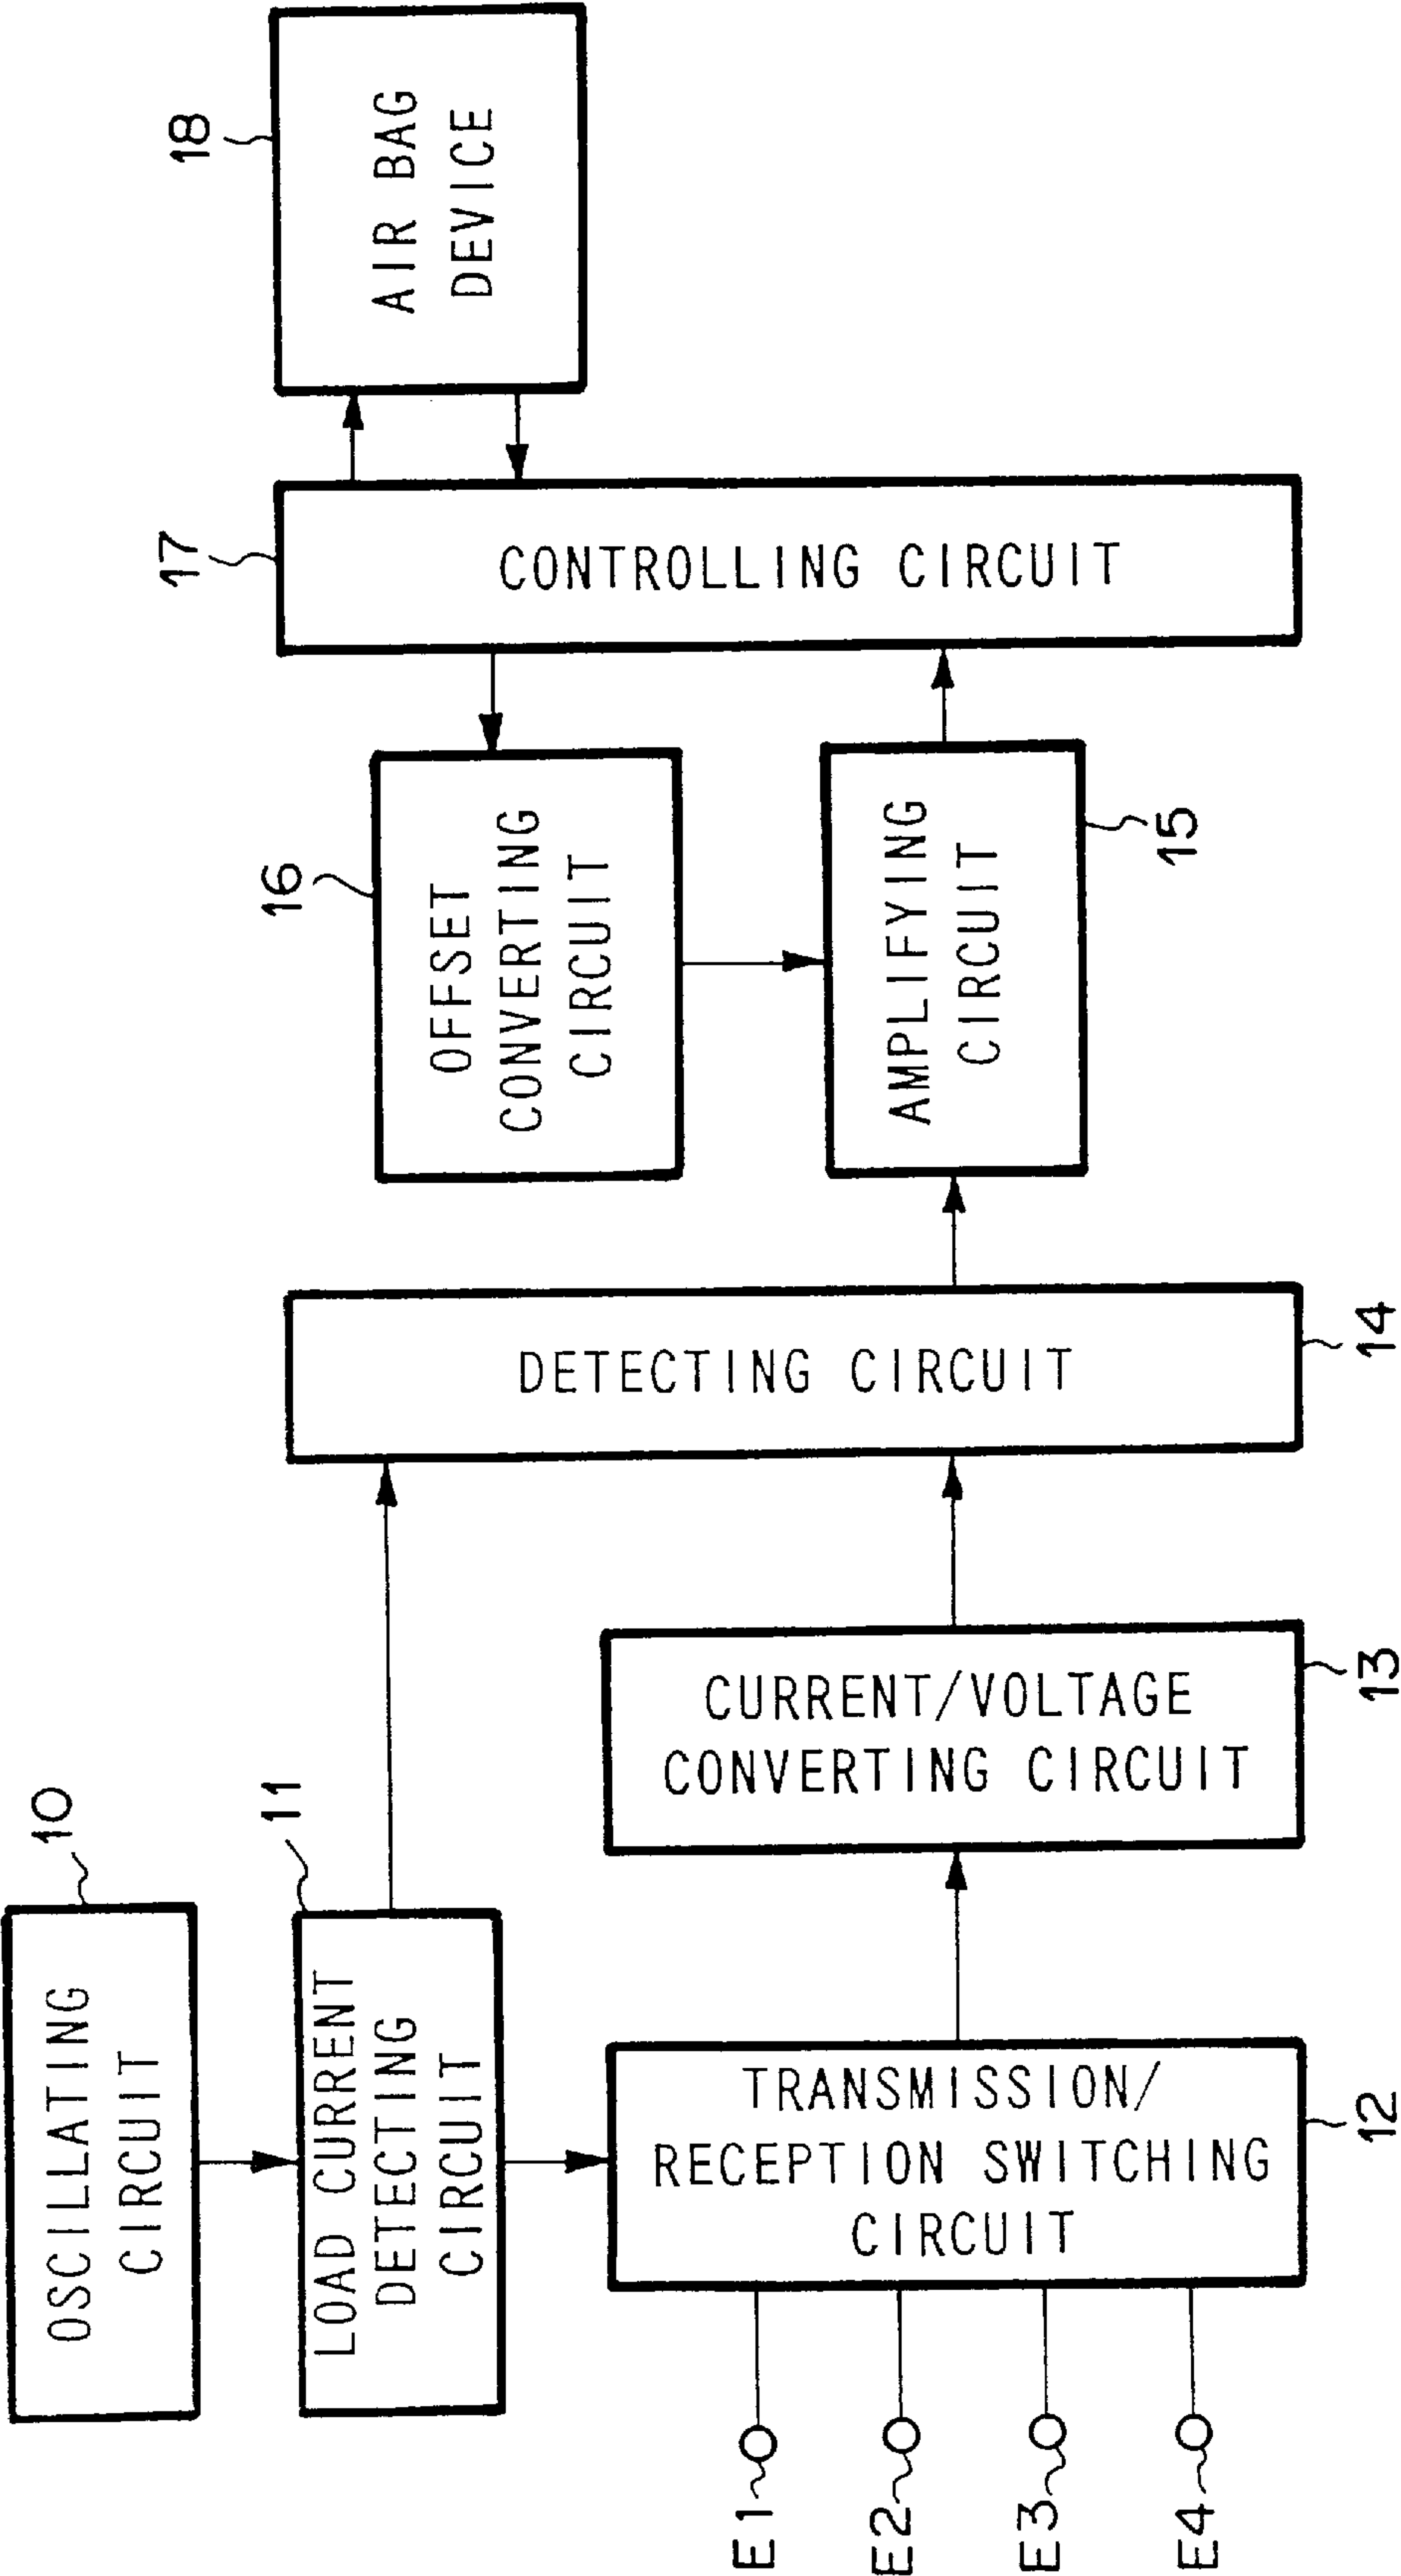 10
OSCILLATING
CIRCUIT
11
LOAD CURRENT
DETECTING
CIRCUIT
E1
E2
E3
E4
TRANSMISSION/
RECEPTION SWITCHING
CIRCUIT
12
CURRENT/VOLTAGE
CONVERTING CIRCUIT
13
DETECTING CIRCUIT
14
16
OFFSET
CONVERTING
CIRCUIT
AMPLIFYING
CIRCUIT
15
17
CONTROLLING CIRCUIT
18
AIR BAG
DEVICE